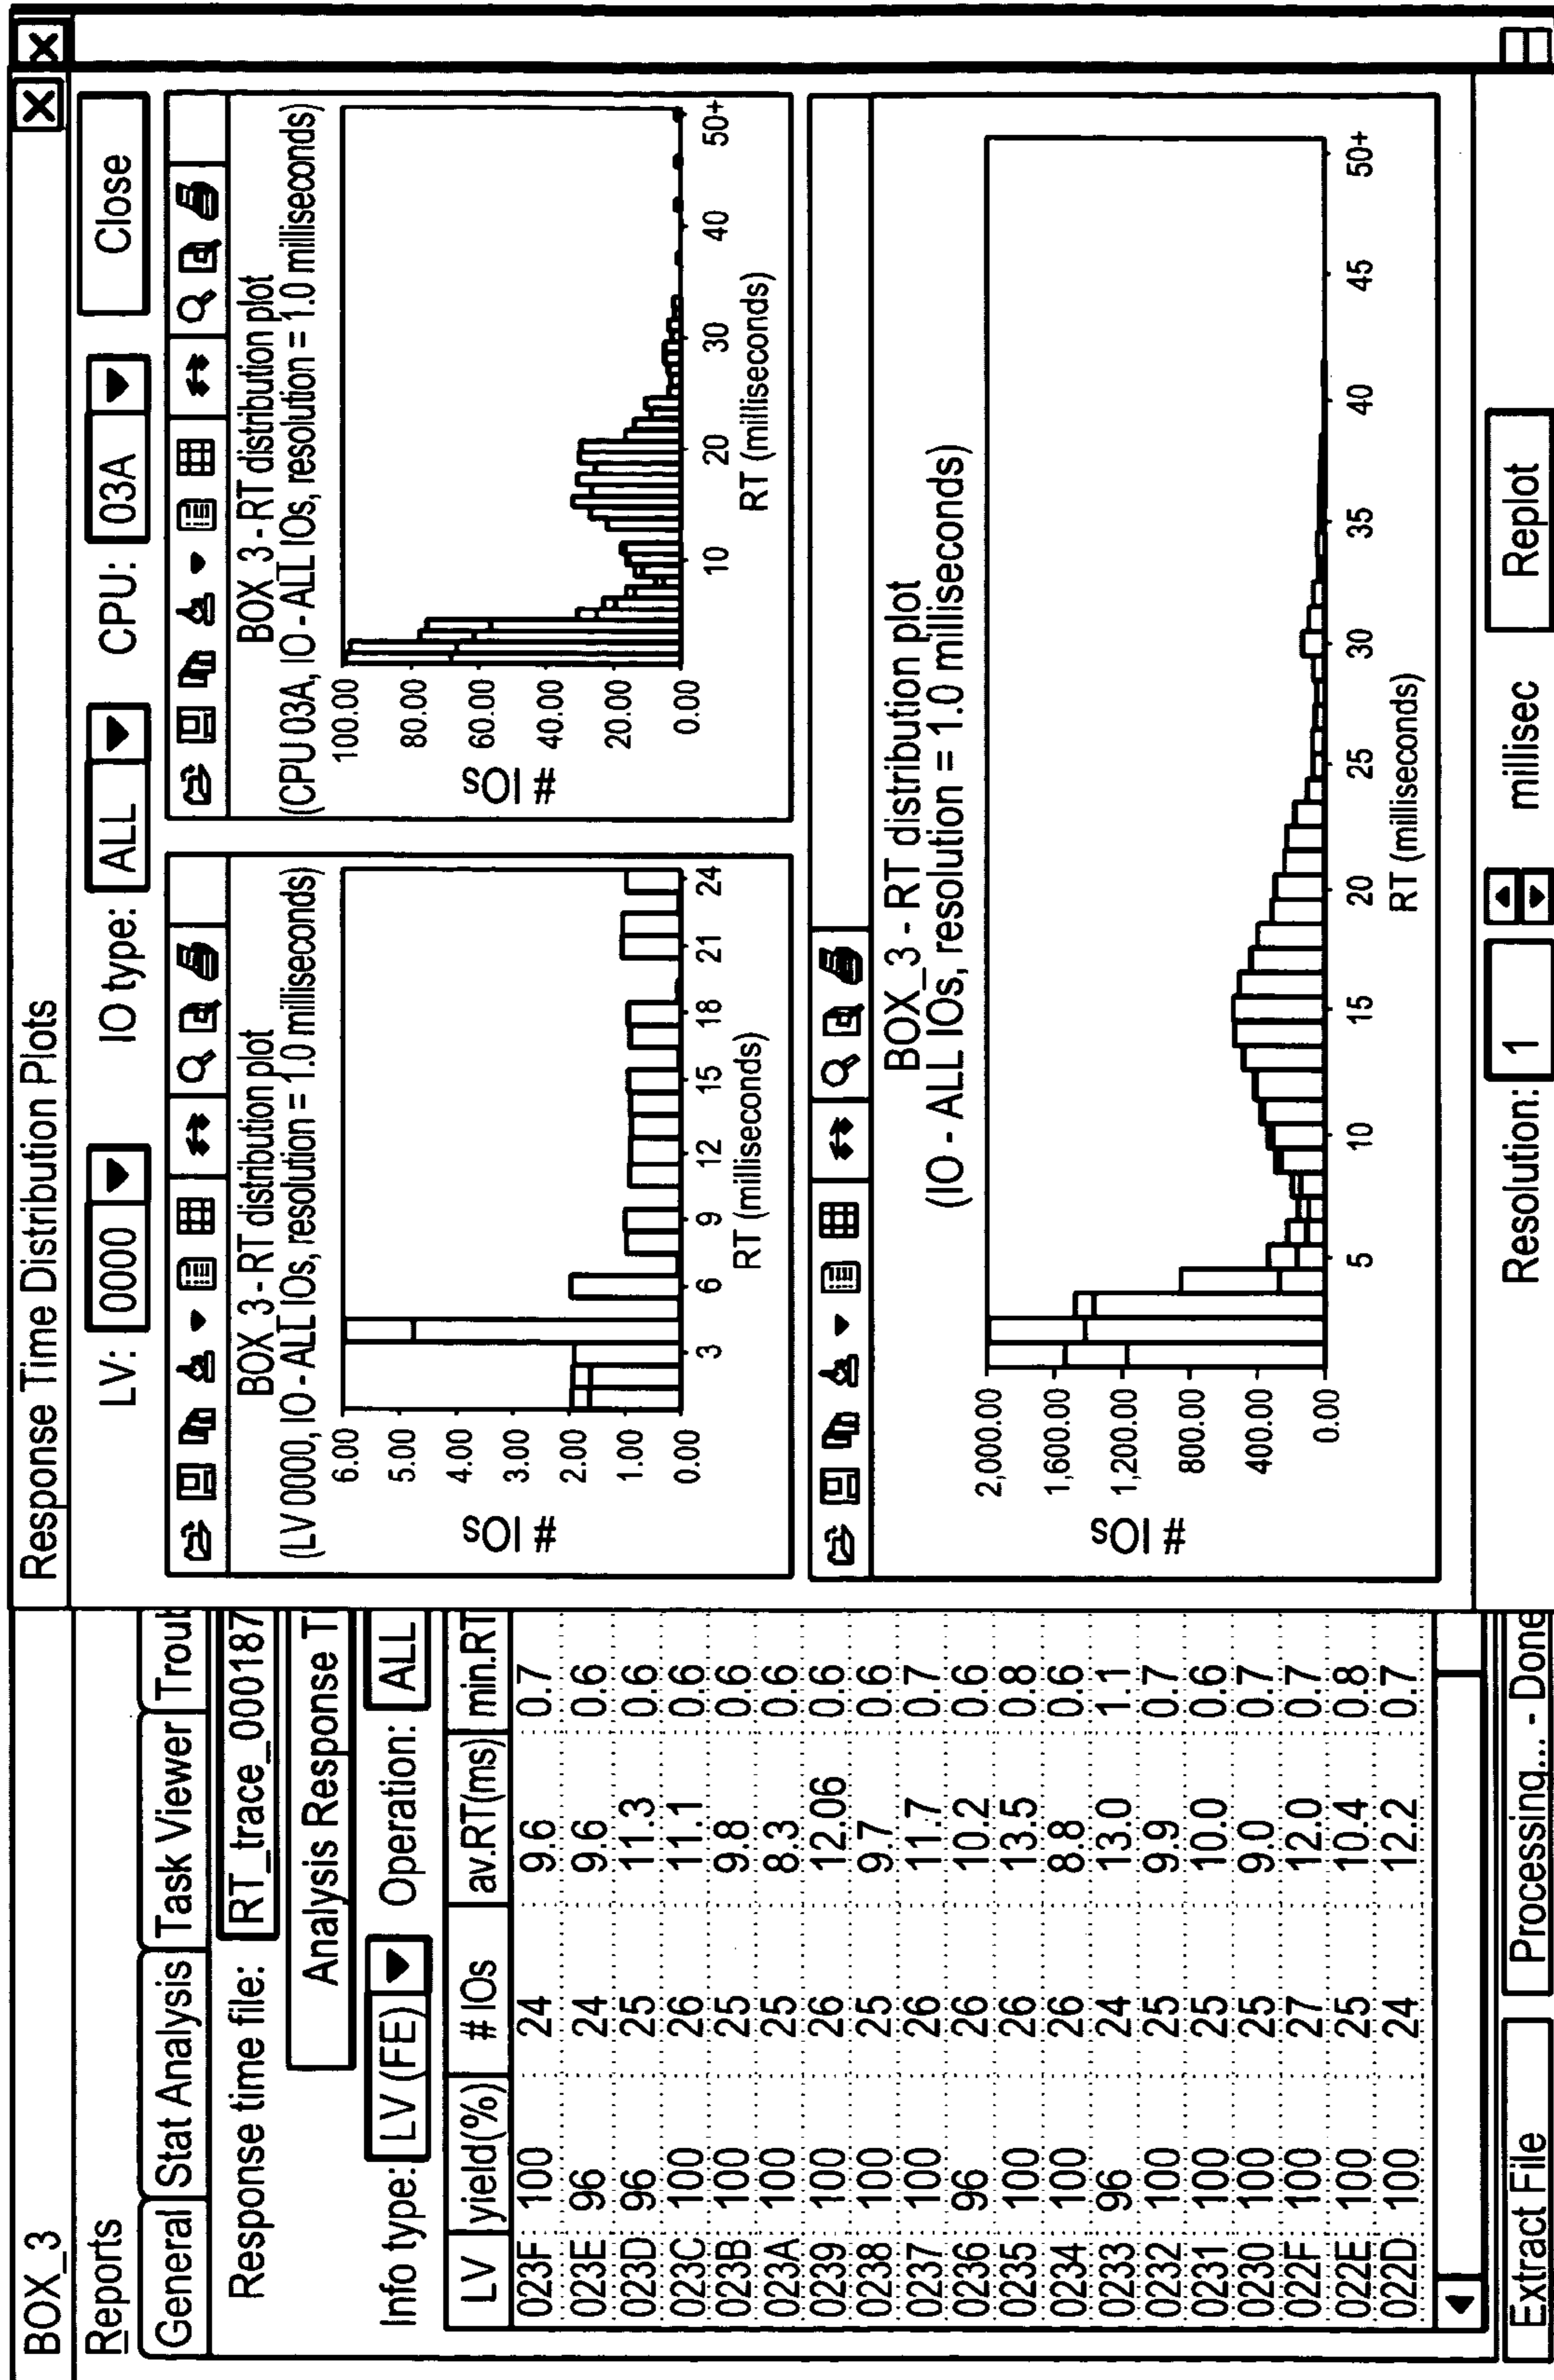 BOX_3
Reports
General Stat Analysis Task Viewer Trout
Response time file: RT_trace_000187
Analysis Response T
Info type: LV (FE) Operation: ALL
LV yield(%) # IOs av.RT(ms) min.RT
023F 100 24 9.6 0.7
023E 96 24 9.6 0.6
023D 96 25 11.3 0.6
023C 100 26 11.1 0.6
023B 100 25 9.8 0.6
023A 100 25 8.3 0.6
0239 100 26 12.06 0.6
0238 100 25 9.7 0.6
0237 100 26 11.7 0.7
0236 96 26 10.2 0.6
0235 100 26 13.5 0.8
0234 100 26 8.8 0.6
0233 96 24 13.0 1.1
0232 100 25 9.9 0.7
0231 100 25 10.0 0.6
0230 100 25 9.0 0.7
022F 100 27 12.0 0.7
022E 100 25 10.4 0.8
022D 100 24 12.2 0.7
Extract File Processing... - Done
Response Time Distribution Plots
LV: 0000 IO type: ALL CPU: 03A Close
BOX_3 - RT distribution plot
(LV 0000, IO - ALL IOs, resolution = 1.0 milliseconds)
# IOs
6.00
5.00
4.00
3.00
2.00
1.00
0.00
3 6 9 12 15 18 21 24
RT (milliseconds)
BOX_3 - RT distribution plot
(CPU 03A, IO - ALL IOs, resolution = 1.0 milliseconds)
# IOs
100.00
80.00
60.00
40.00
20.00
0.00
10 20 30 40 50+
RT (milliseconds)
BOX_3 - RT distribution plot
(IO - ALL IOs, resolution = 1.0 milliseconds)
# IOs
2,000.00
1,600.00
1,200.00
800.00
400.00
0.00
5 10 15 20 25 30 35 40 45 50+
RT (milliseconds)
Resolution: 1 millisec Replot